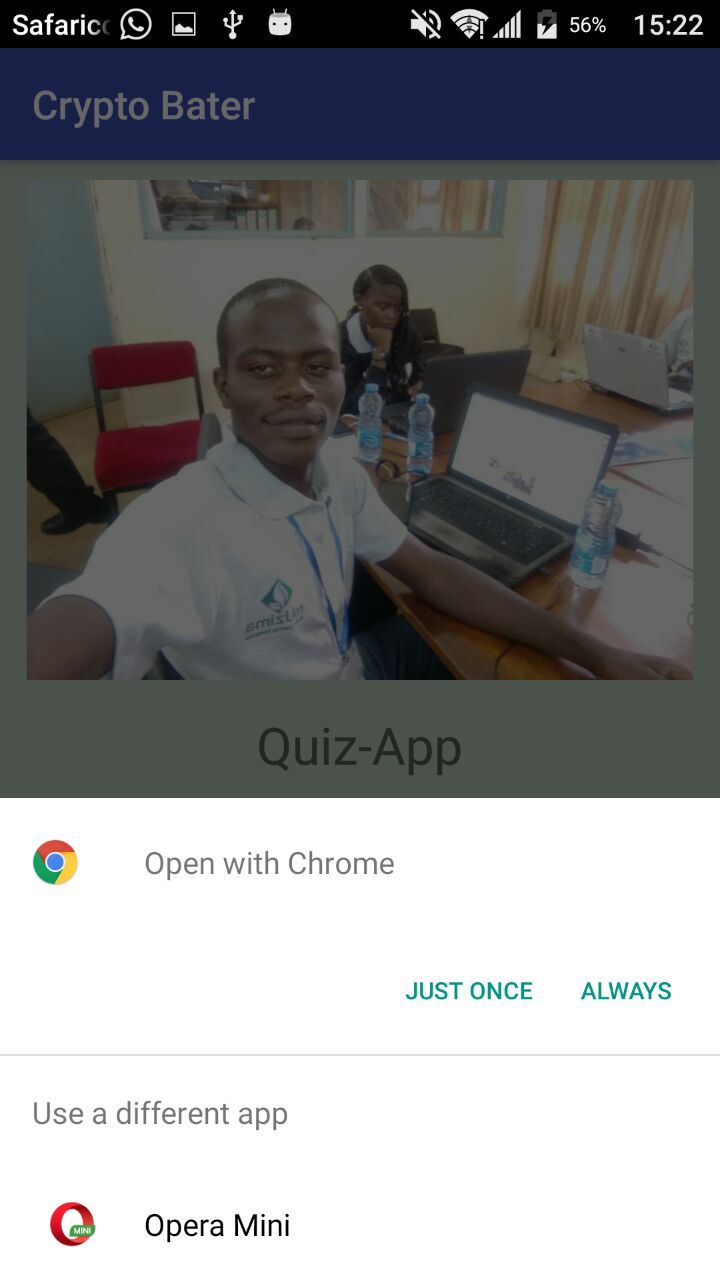 Safaric
56%
15:22
Crypto Bater
Quiz-App
Open with Chrome
JUST ONCE
ALWAYS
Use a different app
MINI
Opera Mini